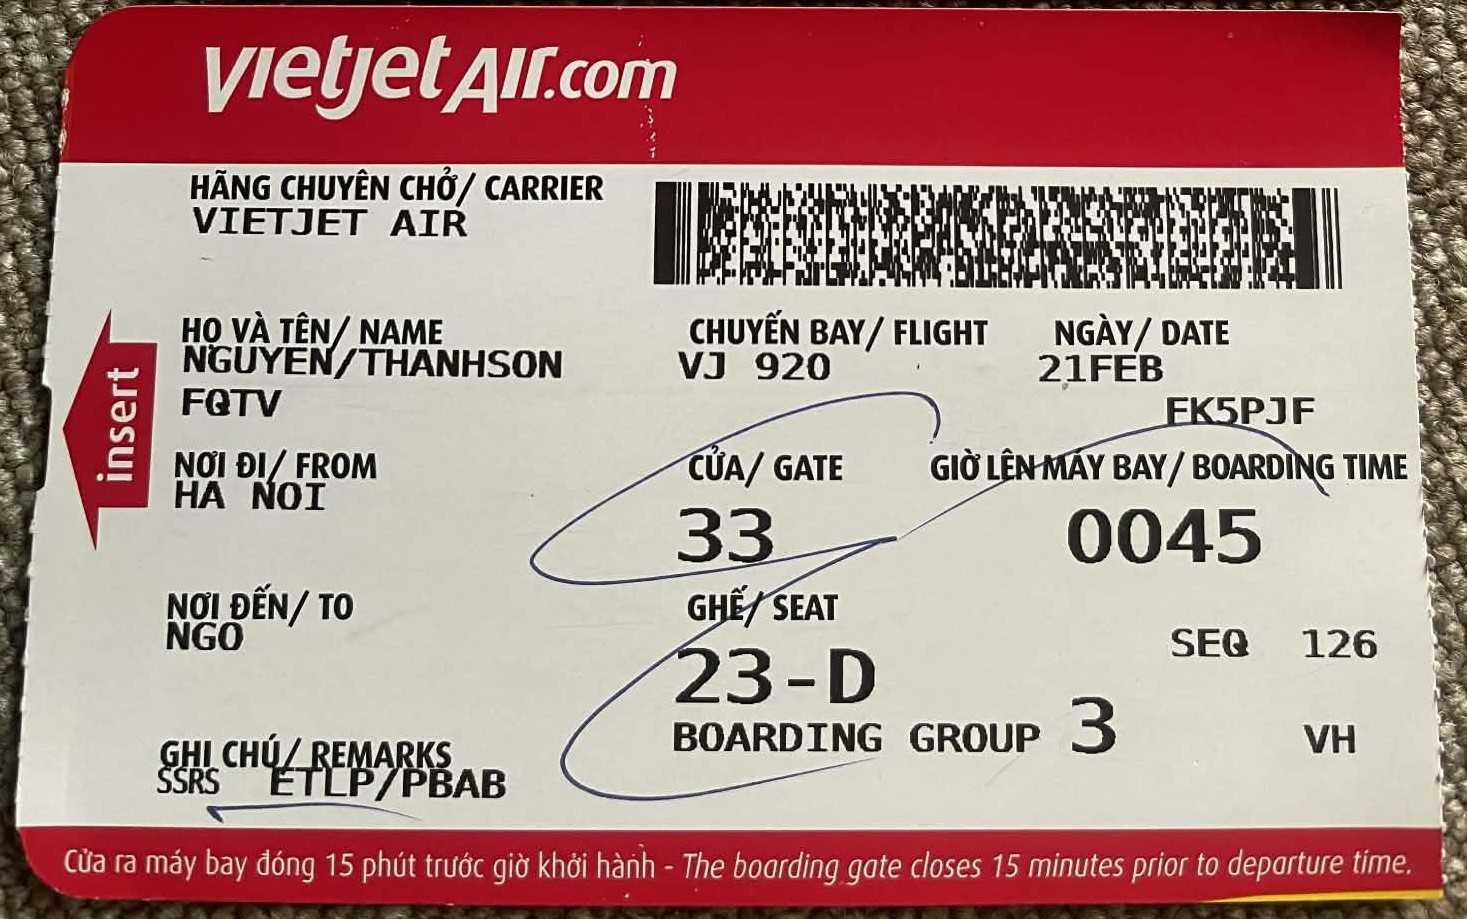 vietjetAir.com
HÃNG CHUYÊN CHỞ/ CARRIER
VIETJET AIR
HỌ VÀ TÊN/ NAME
NGUYEN/THANHSON
FQTV
CHUYẾN BAY/ FLIGHT
VJ 920
NGÀY/ DATE
21FEB
FK5PJF
insert
NƠI ĐI/ FROM
HA NOI
CỬA/ GATE
33
GIỜ LÊN MÁY BAY/ BOARDING TIME
0045
NƠI ĐẾN/ TO
NGO
GHẾ/ SEAT
23-D
SEQ 126
BOARDING GROUP 3
VH
GHI CHÚ/ REMARKS
SSRS ETLP/PBAB
Cửa ra máy bay đóng 15 phút trước giờ khởi hành - The boarding gate closes 15 minutes prior to departure time.